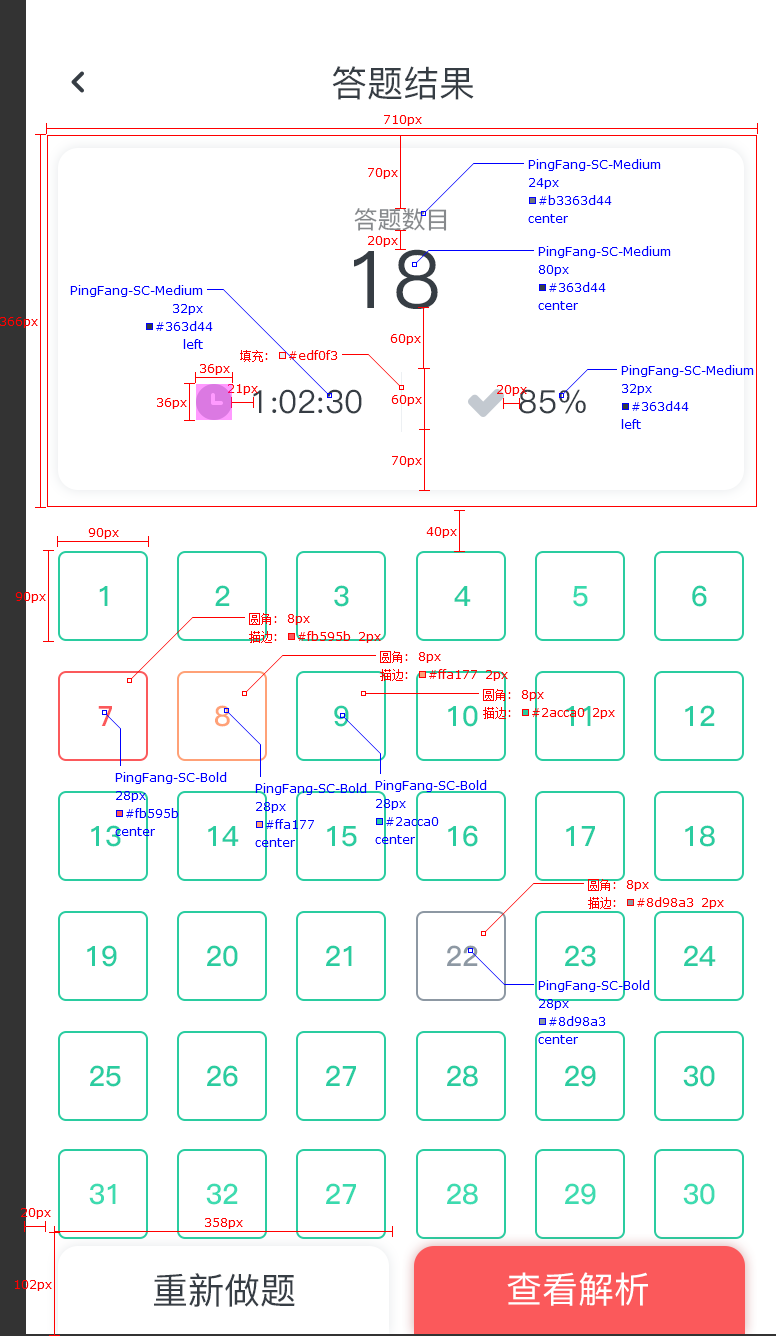 答题结果
710px
70px
PingFang-SC-Medium
24px
#b3363d44
center
答题数目
20px
PingFang-SC-Medium
80px
#363d44
center
18
PingFang-SC-Medium
32px
#363d44
left
366px
60px
填充: #edf0f3
36px
21px
36px
1:02:30
60px
20px
85%
PingFang-SC-Medium
32px
#363d44
left
70px
40px
90px
90px
1 2 3 4 5 6
圆角: 8px
描边: #fb595b 2px
圆角: 8px
描边: #ffa177 2px
圆角: 8px
描边: #2acca0 2px
7 8 9 10 11 12
PingFang-SC-Bold
28px
#fb595b
center
PingFang-SC-Bold
28px
#ffa177
center
PingFang-SC-Bold
28px
#2acca0
center
13 14 15 16 17 18
圆角: 8px
描边: #8d98a3 2px
19 20 21 22 23 24
PingFang-SC-Bold
28px
#8d98a3
center
25 26 27 28 29 30
31 32 27 28 29 30
20px
358px
102px
重新做题
查看解析